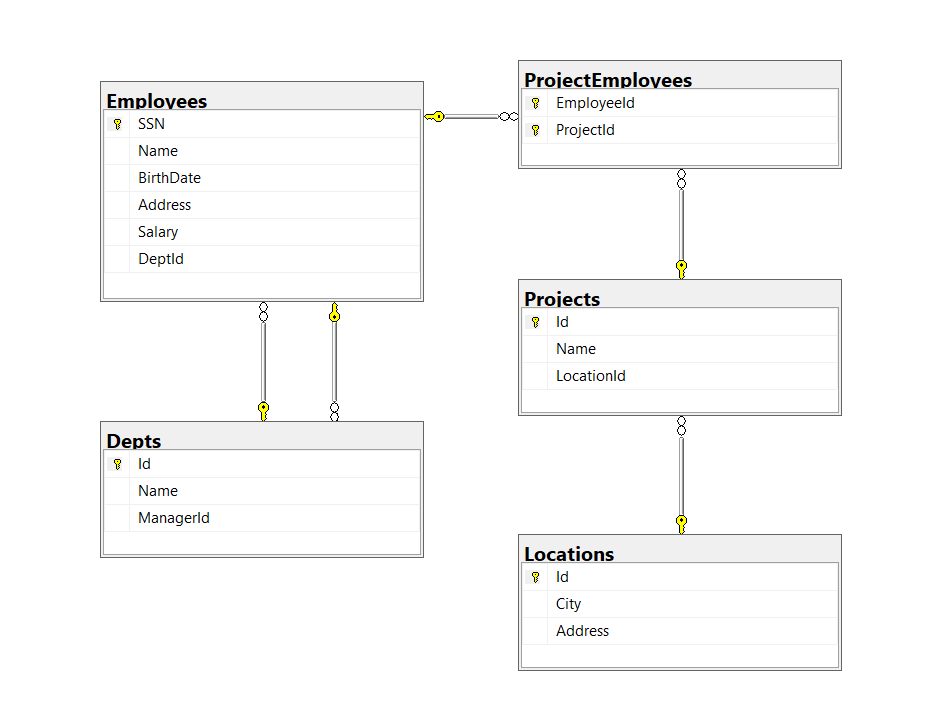 Employees
SSN
Name
BirthDate
Address
Salary
DeptId
ProjectEmployees
EmployeeId
ProjectId
Projects
Id
Name
LocationId
Depts
Id
Name
ManagerId
Locations
Id
City
Address